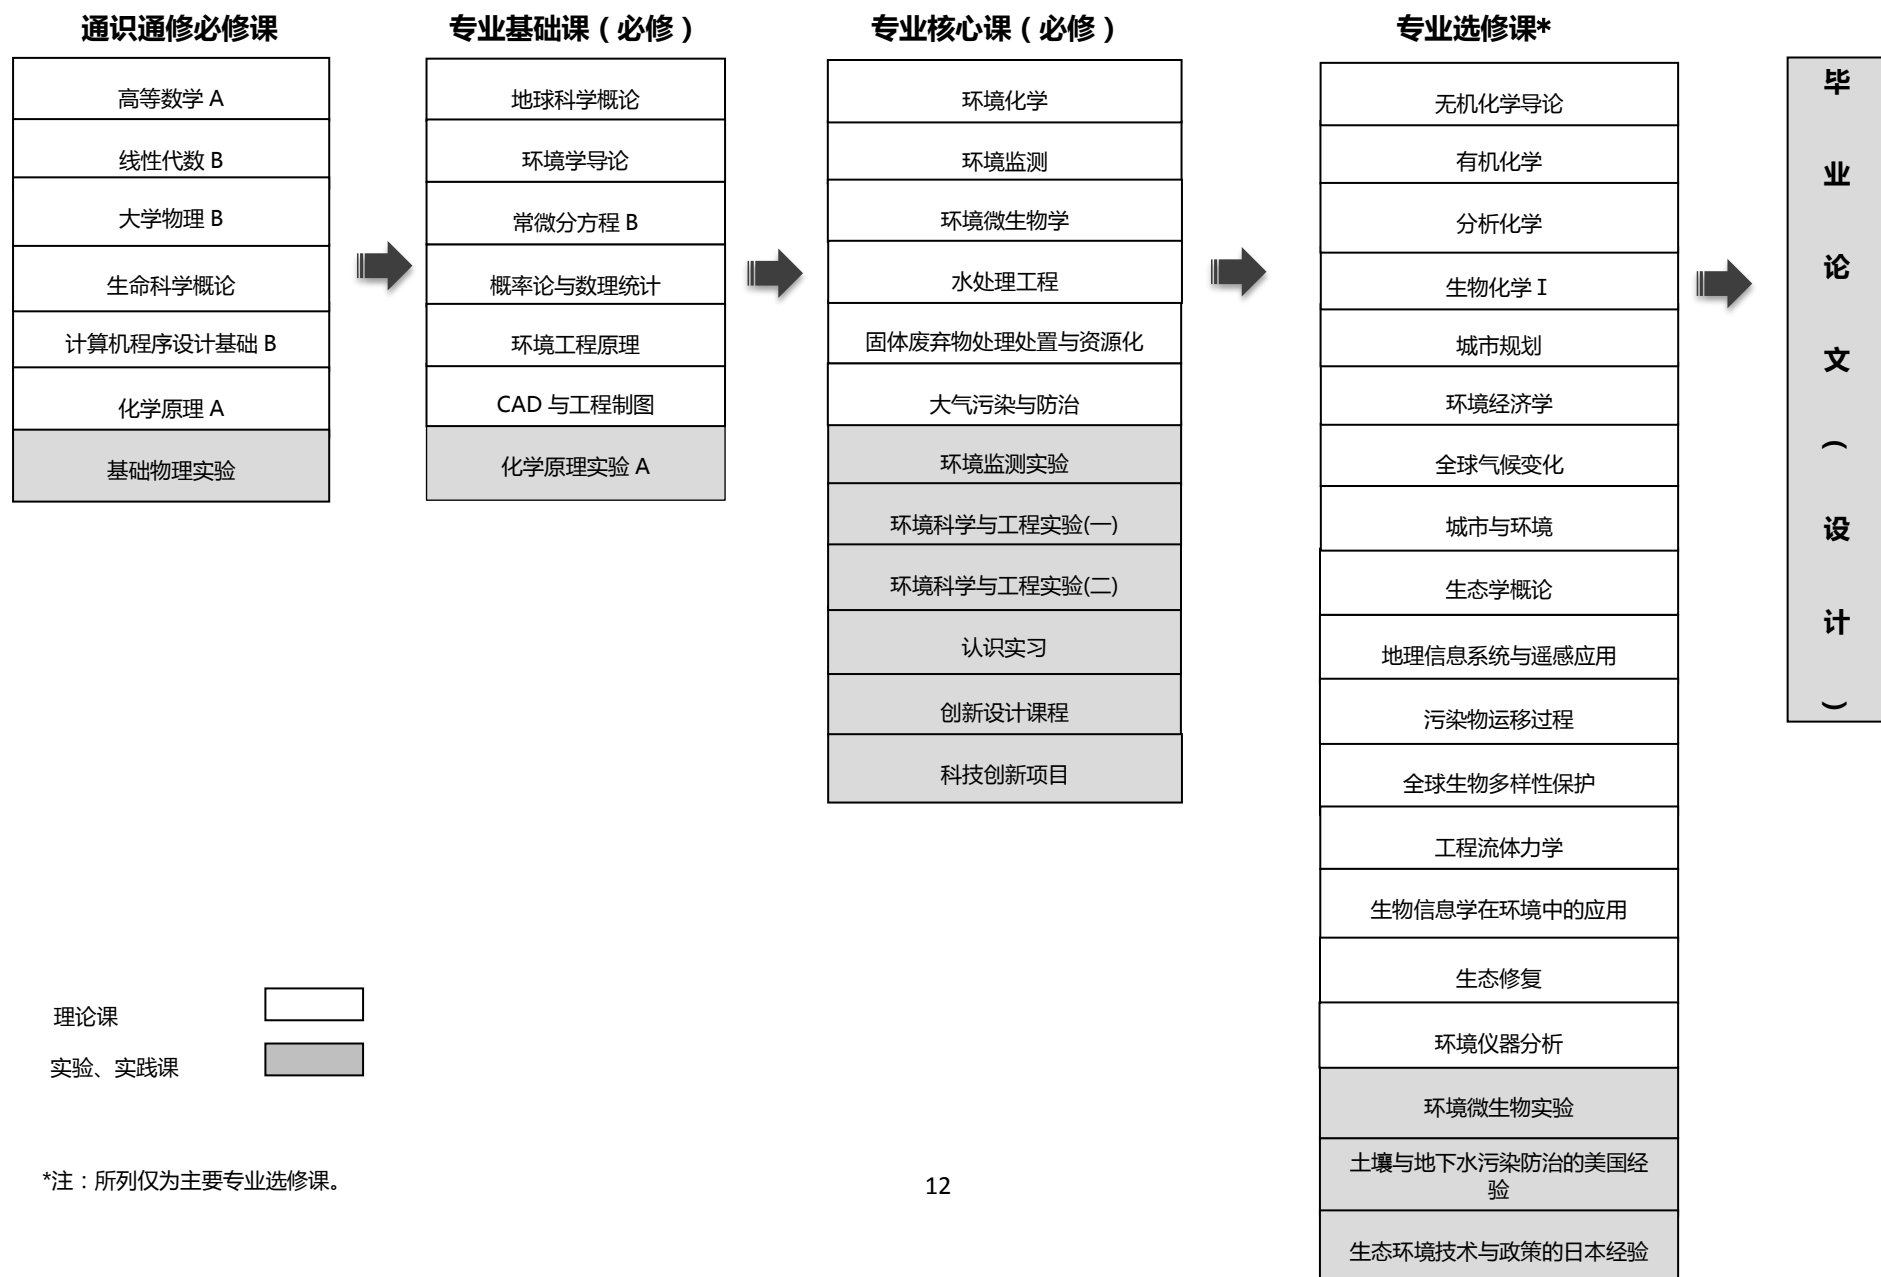 通识通修必修课
高等数学 A
线性代数 B
大学物理 B
生命科学概论
计算机程序设计基础 B
化学原理 A
基础物理实验
专业基础课（必修）
地球科学概论
环境学导论
常微分方程 B
概率论与数理统计
环境工程原理
CAD 与工程制图
化学原理实验 A
专业核心课（必修）
环境化学
环境监测
环境微生物学
水处理工程
固体废弃物处理处置与资源化
大气污染与防治
环境监测实验
环境科学与工程实验(一)
环境科学与工程实验(二)
认识实习
创新设计课程
科技创新项目
专业选修课*
无机化学导论
有机化学
分析化学
生物化学 I
城市规划
环境经济学
全球气候变化
城市与环境
生态学概论
地理信息系统与遥感应用
污染物运移过程
全球生物多样性保护
工程流体力学
生物信息学在环境中的应用
生态修复
环境仪器分析
环境微生物实验
土壤与地下水污染防治的美国经
验
生态环境技术与政策的日本经验
毕业论文（设计）
理论课
实验、实践课
*注：所列仅为主要专业选修课。
12